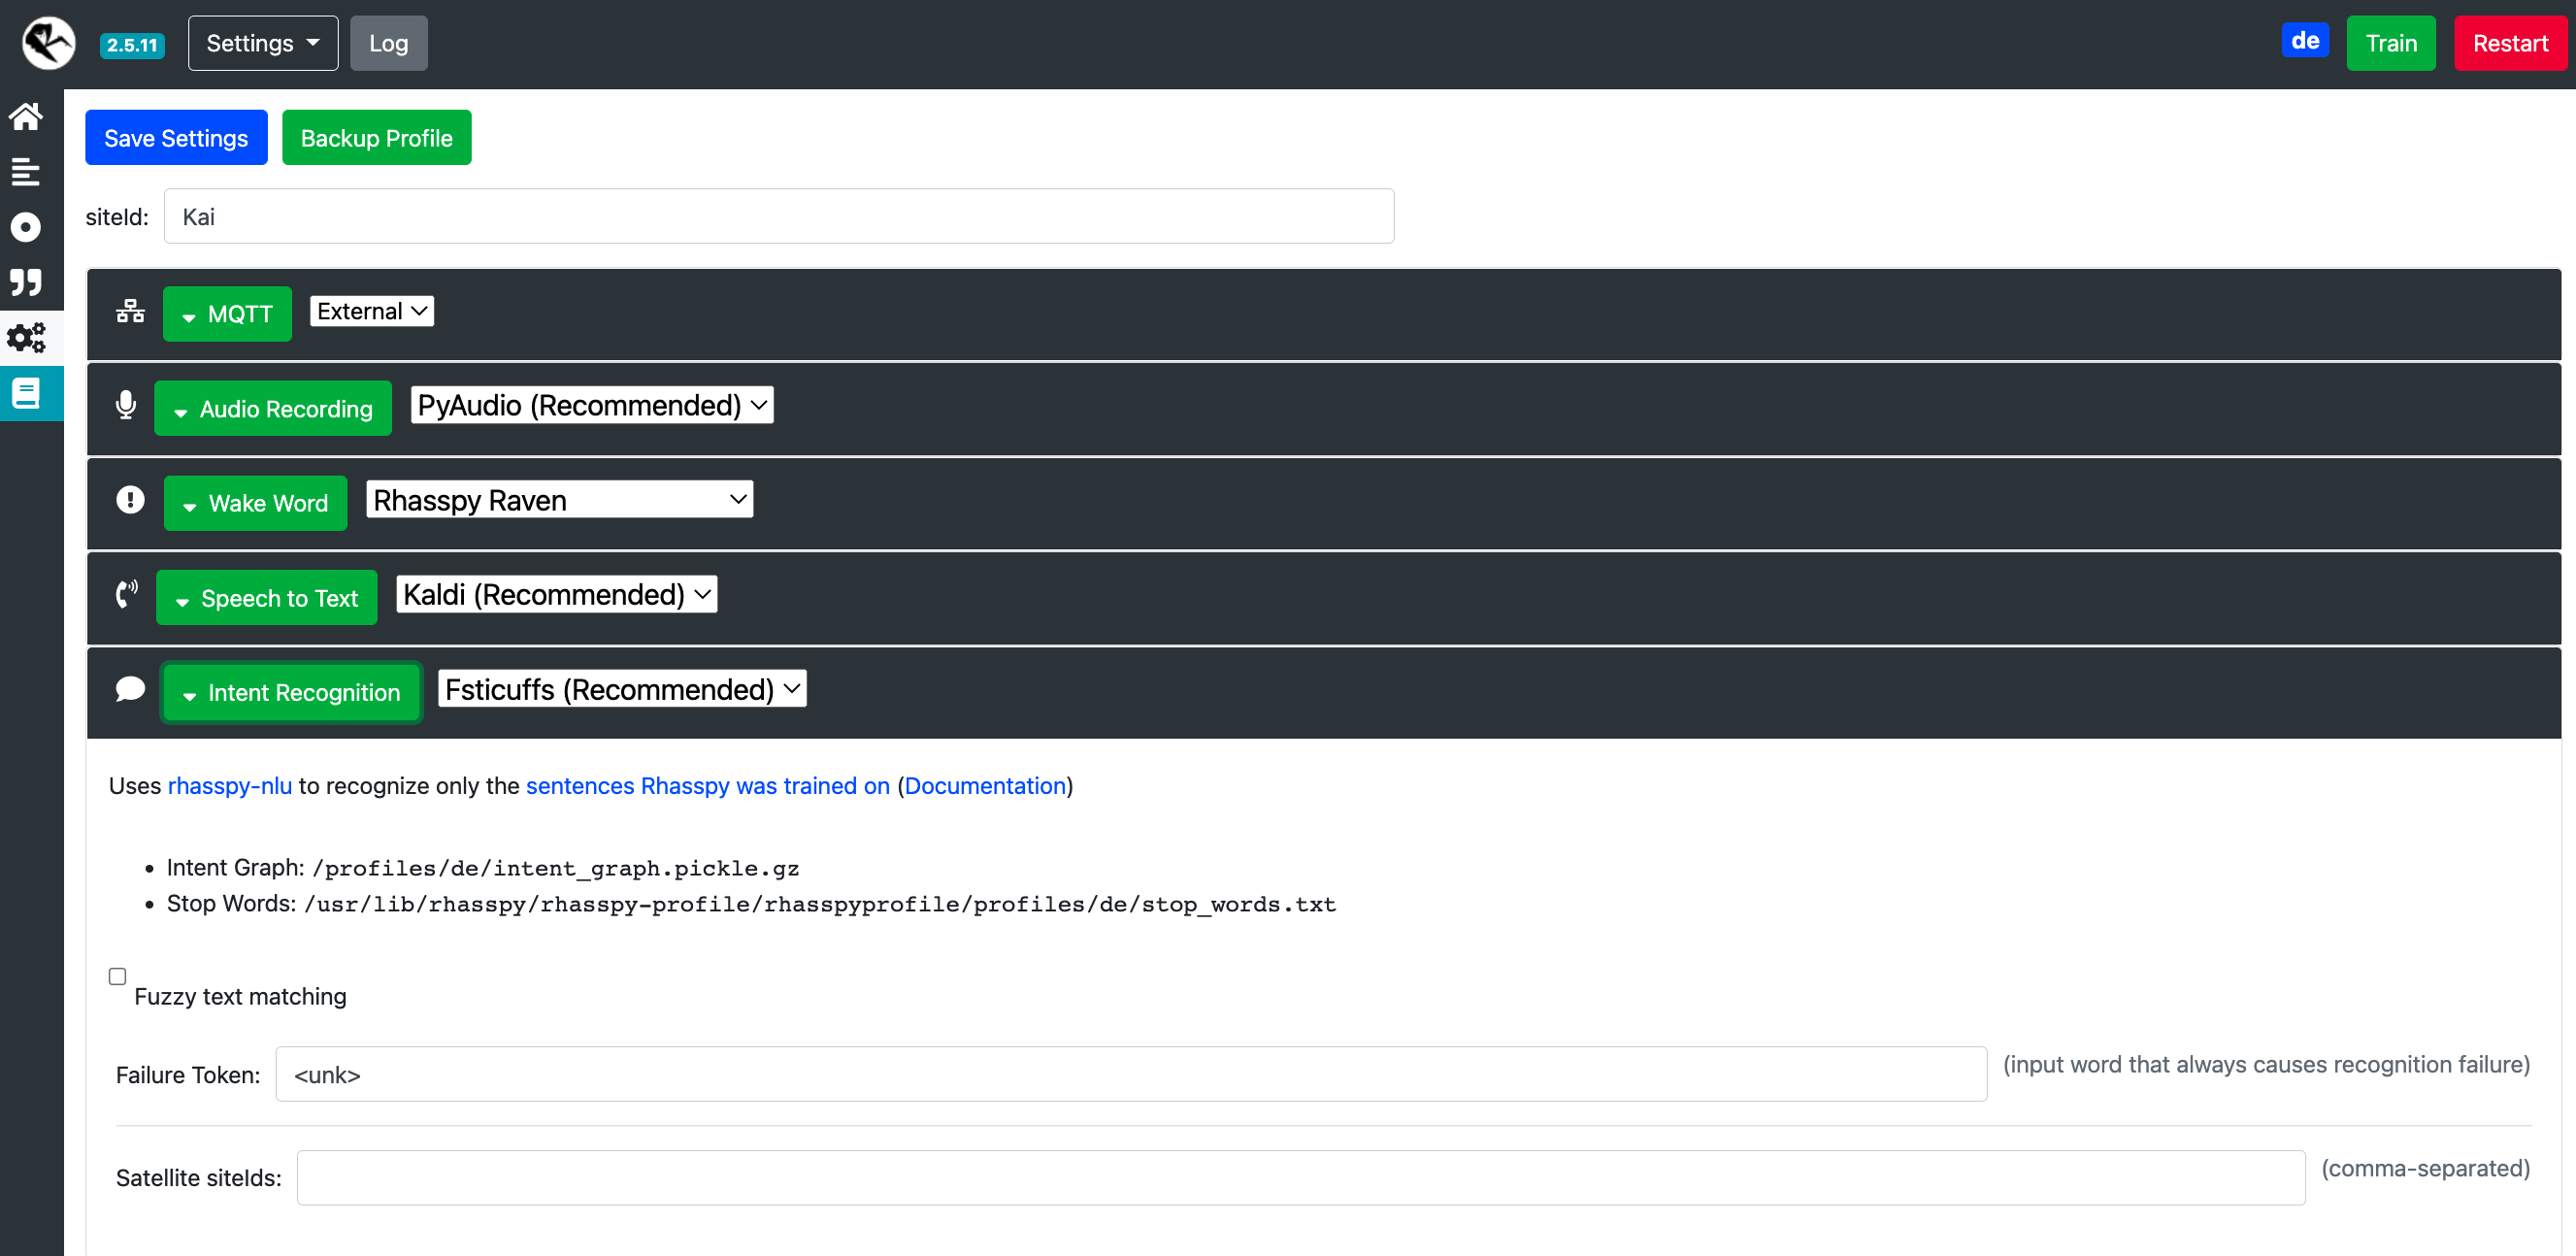 2.5.11 Settings Log de Train Restart
Save Settings Backup Profile
siteId: Kai
MQTT External
Audio Recording PyAudio (Recommended)
Wake Word Rhasspy Raven
Speech to Text Kaldi (Recommended)
Intent Recognition Fsticuffs (Recommended)
Uses rhasspy-nlu to recognize only the sentences Rhasspy was trained on (Documentation)
• Intent Graph: /profiles/de/intent_graph.pickle.gz
• Stop Words: /usr/lib/rhasspy/rhasspy-profile/rhasspyprofile/profiles/de/stop_words.txt
Fuzzy text matching
Failure Token: <unk> (input word that always causes recognition failure)
Satellite siteIds: (comma-separated)